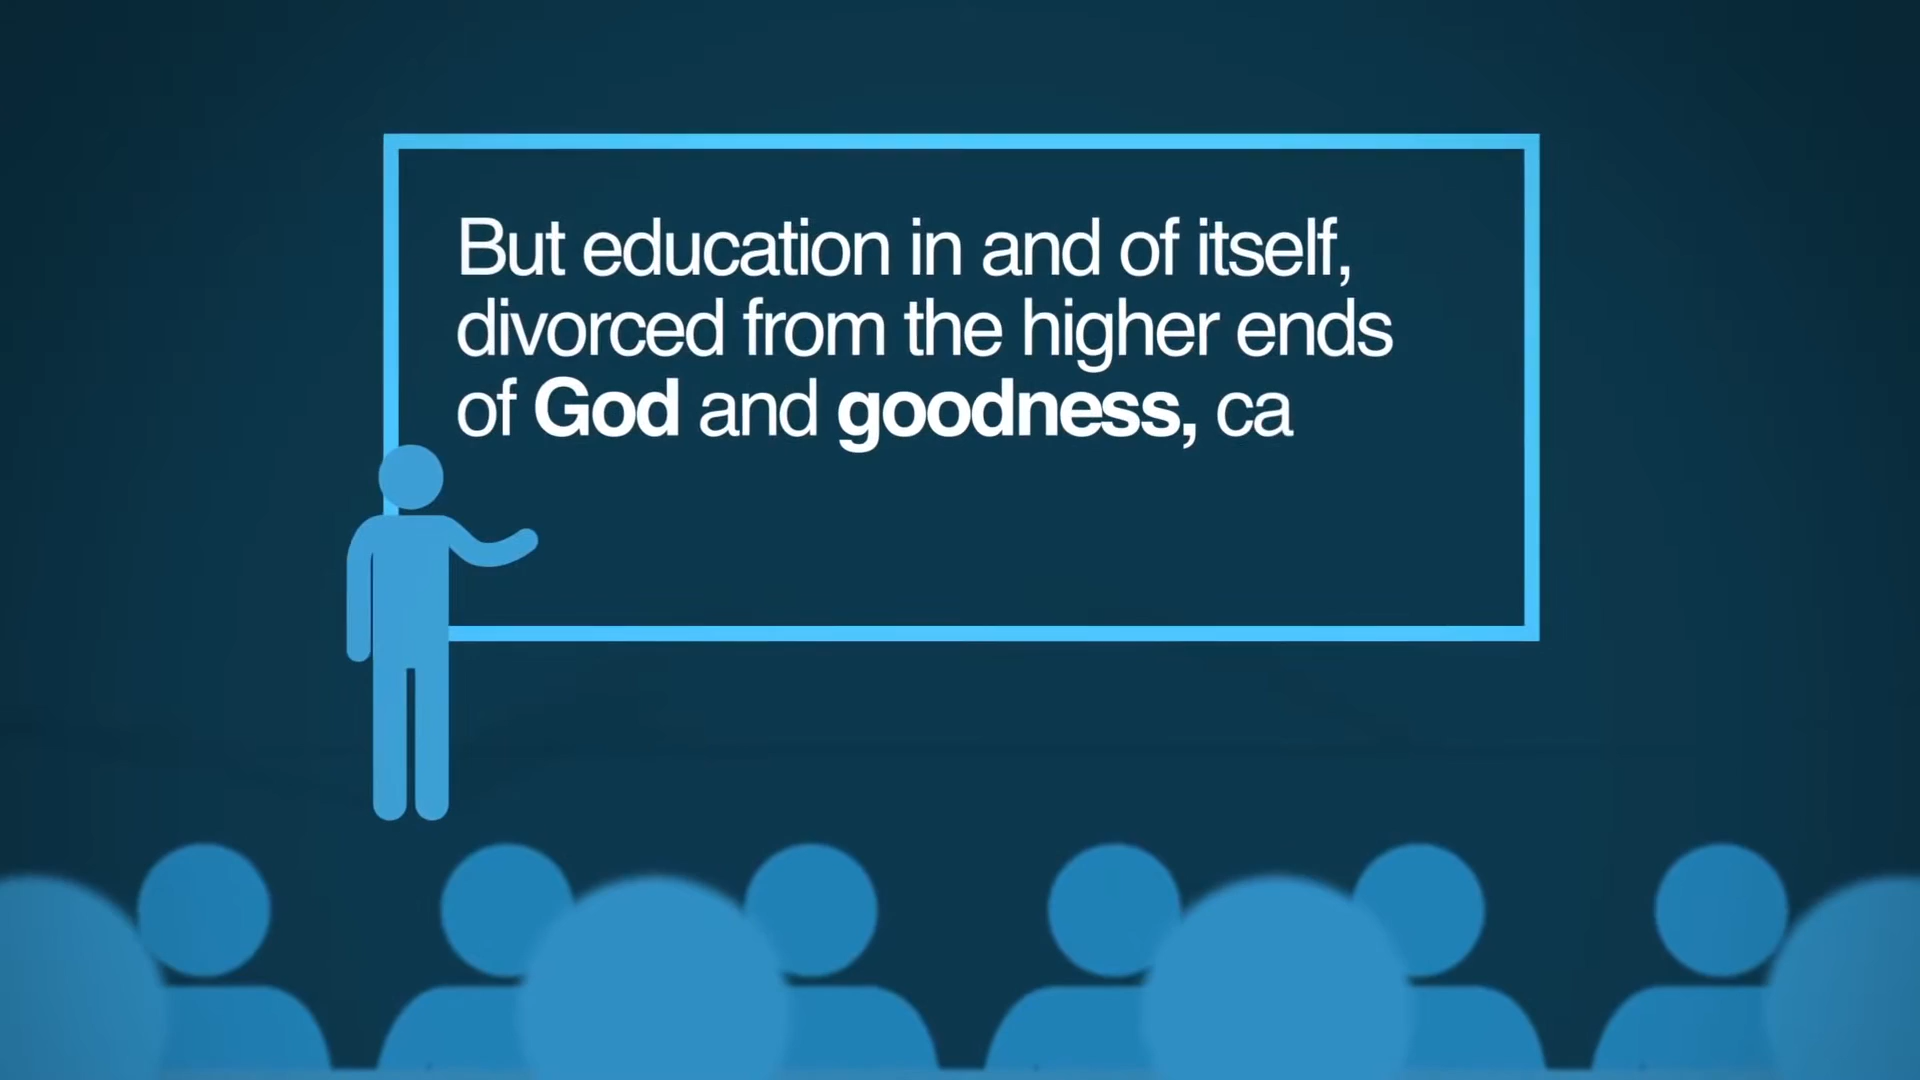 But education in and of itself,
divorced from the higher ends
of God and goodness, ca